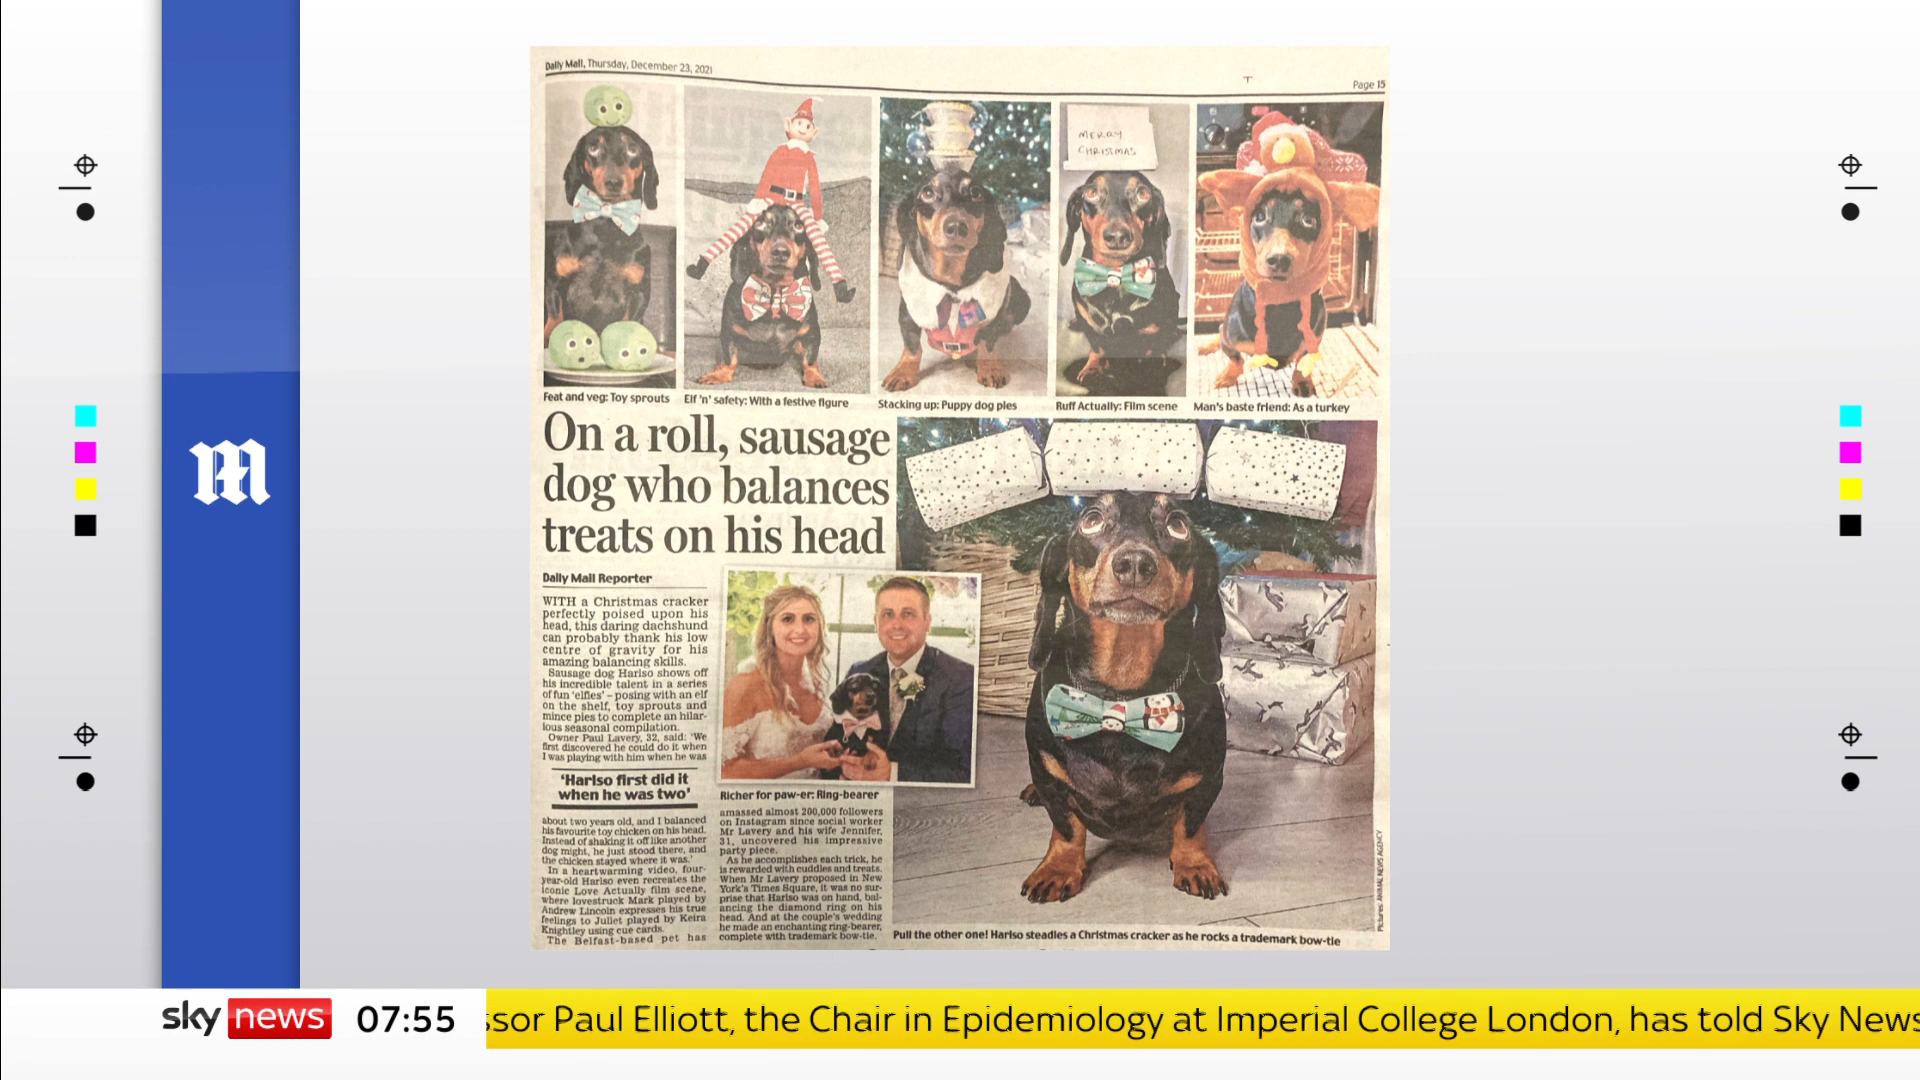 Daily Mail, Thursday, December 23, 2021
Page 15
MERRY
CHRISTMAS
Feat and veg: Toy sprouts
Elf 'n' safety: With a festive figure
Stacking up: Puppy dog pies
Ruff Actually: Film scene
Man's baste friend: As a turkey
On a roll, sausage
dog who balances
treats on his head
Daily Mail Reporter
WITH a Christmas cracker
perfectly poised upon his
head, this daring dachshund
can probably thank his low
centre of gravity for his
amazing balancing skills.
Sausage dog Harlso shows off
his incredible talent in a series
of fun 'elfies' – posing with an elf
on the shelf, toy sprouts and
mince pies to complete an hilar-
ious seasonal compilation.
Owner Paul Lavery, 32, said: 'We
first discovered he could do it when
I was playing with him when he was
'Harlso first did it
when he was two'
about two years old, and I balanced
his favourite toy chicken on his head.
Instead of shaking it off like another
dog might, he just stood there, and
the chicken stayed where it was.'
In a heartwarming video, four-
year-old Harlso even recreates the
iconic Love Actually film scene,
where lovestruck Mark played by
Andrew Lincoln expresses his true
feelings to Juliet played by Keira
Knightley using cue cards.
The Belfast-based pet has
Richer for paw-er: Ring-bearer
amassed almost 200,000 followers
on Instagram since social worker
Mr Lavery and his wife Jennifer,
31, uncovered his impressive
party piece.
As he accomplishes each trick, he
is rewarded with cuddles and treats.
When Mr Lavery proposed in New
York's Times Square, it was no sur-
prise that Harlso was on hand, bal-
ancing the diamond ring on his
head. And at the couple's wedding
he made an enchanting ring-bearer,
complete with trademark bow-tie.
Pictures: ANIMAL NEWS AGENCY
Pull the other one! Harlso steadies a Christmas cracker as he rocks a trademark bow-tie
M
sky news 07:55 ssor Paul Elliott, the Chair in Epidemiology at Imperial College London, has told Sky News